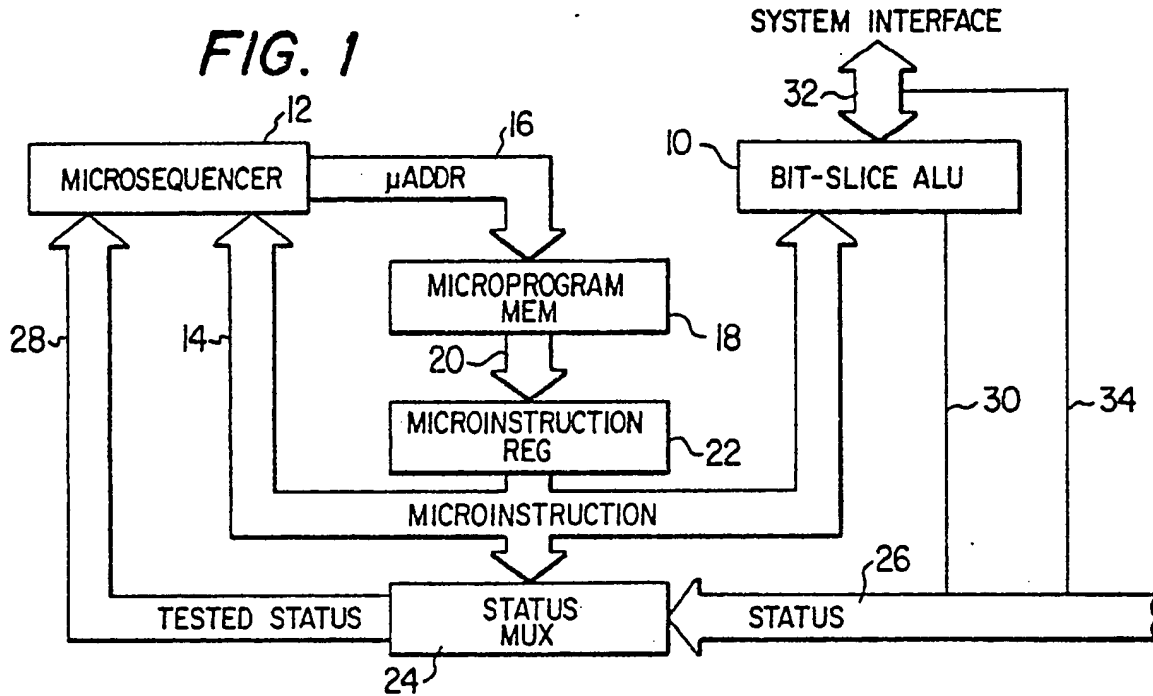 FIG. 1
SYSTEM INTERFACE
32
12
16
10
MICROSEQUENCER
μADDR
BIT-SLICE ALU
MICROPROGRAM
MEM
28
14
18
20
30
34
MICROINSTRUCTION
REG
22
MICROINSTRUCTION
26
TESTED STATUS
STATUS
MUX
STATUS
24